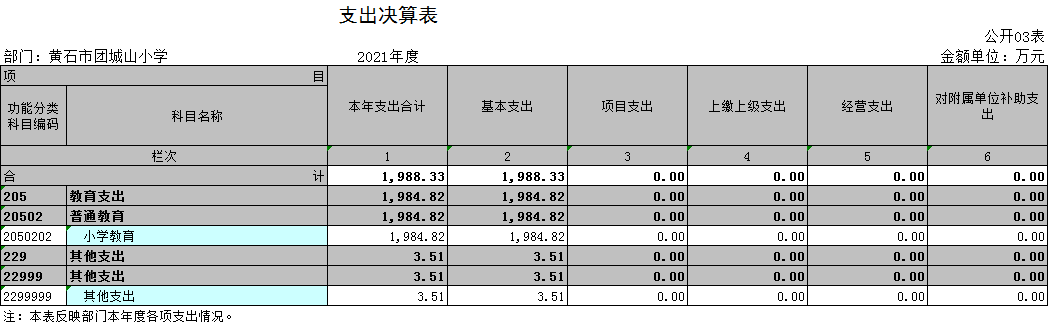 支出决算表
公开03表
部门：黄石市团城山小学 2021年度 金额单位：万元
项 目 本年支出合计 基本支出 项目支出 上缴上级支出 经营支出 对附属单位补助支出
功能分类科目编码 科目名称
栏次 1 2 3 4 5 6
合 计 1,988.33 1,988.33 0.00 0.00 0.00 0.00
205 教育支出 1,984.82 1,984.82 0.00 0.00 0.00 0.00
20502 普通教育 1,984.82 1,984.82 0.00 0.00 0.00 0.00
2050202 小学教育 1,984.82 1,984.82 0.00 0.00 0.00 0.00
229 其他支出 3.51 3.51 0.00 0.00 0.00 0.00
22999 其他支出 3.51 3.51 0.00 0.00 0.00 0.00
2299999 其他支出 3.51 3.51 0.00 0.00 0.00 0.00
注：本表反映部门本年度各项支出情况。